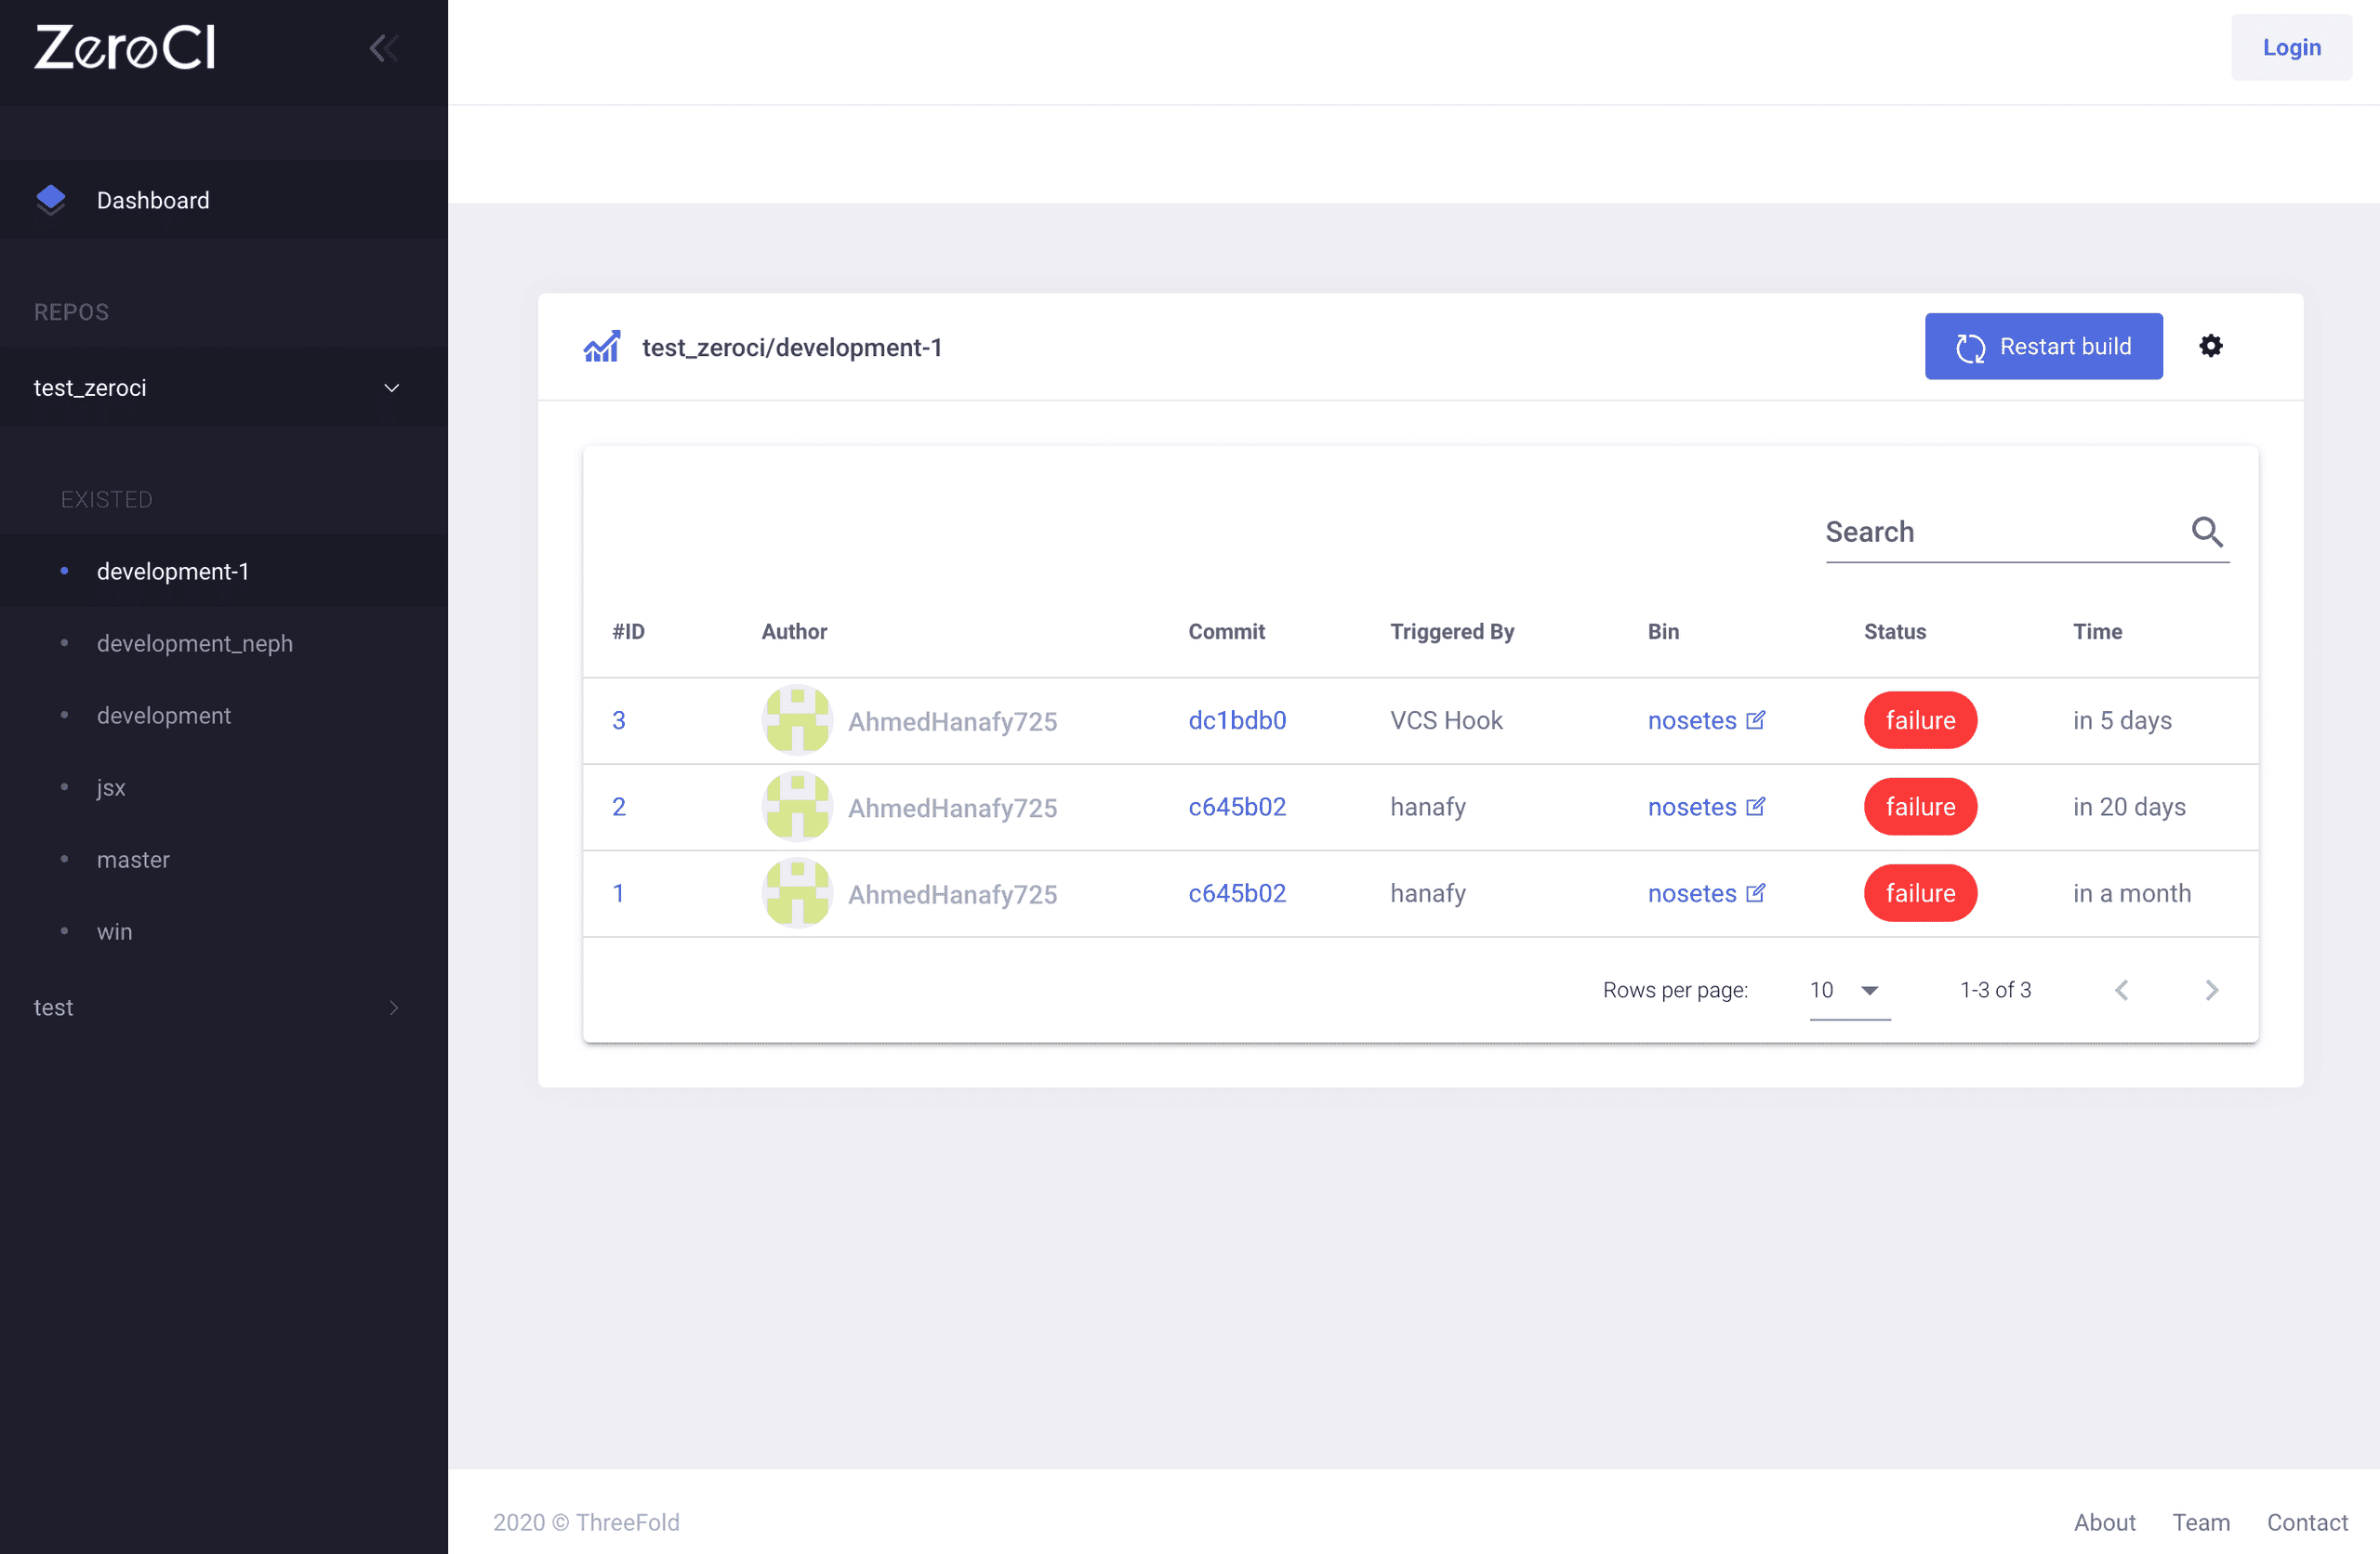 ZeroCI
Login
Dashboard
REPOS
test_zeroci
EXISTED
development-1
development_neph
development
jsx
master
win
test
test_zeroci/development-1
Restart build
Search
#ID Author Commit Triggered By Bin Status Time
3 AhmedHanafy725 dc1bdb0 VCS Hook nosetes failure in 5 days
2 AhmedHanafy725 c645b02 hanafy nosetes failure in 20 days
1 AhmedHanafy725 c645b02 hanafy nosetes failure in a month
Rows per page: 10 1-3 of 3
2020 © ThreeFold
About Team Contact